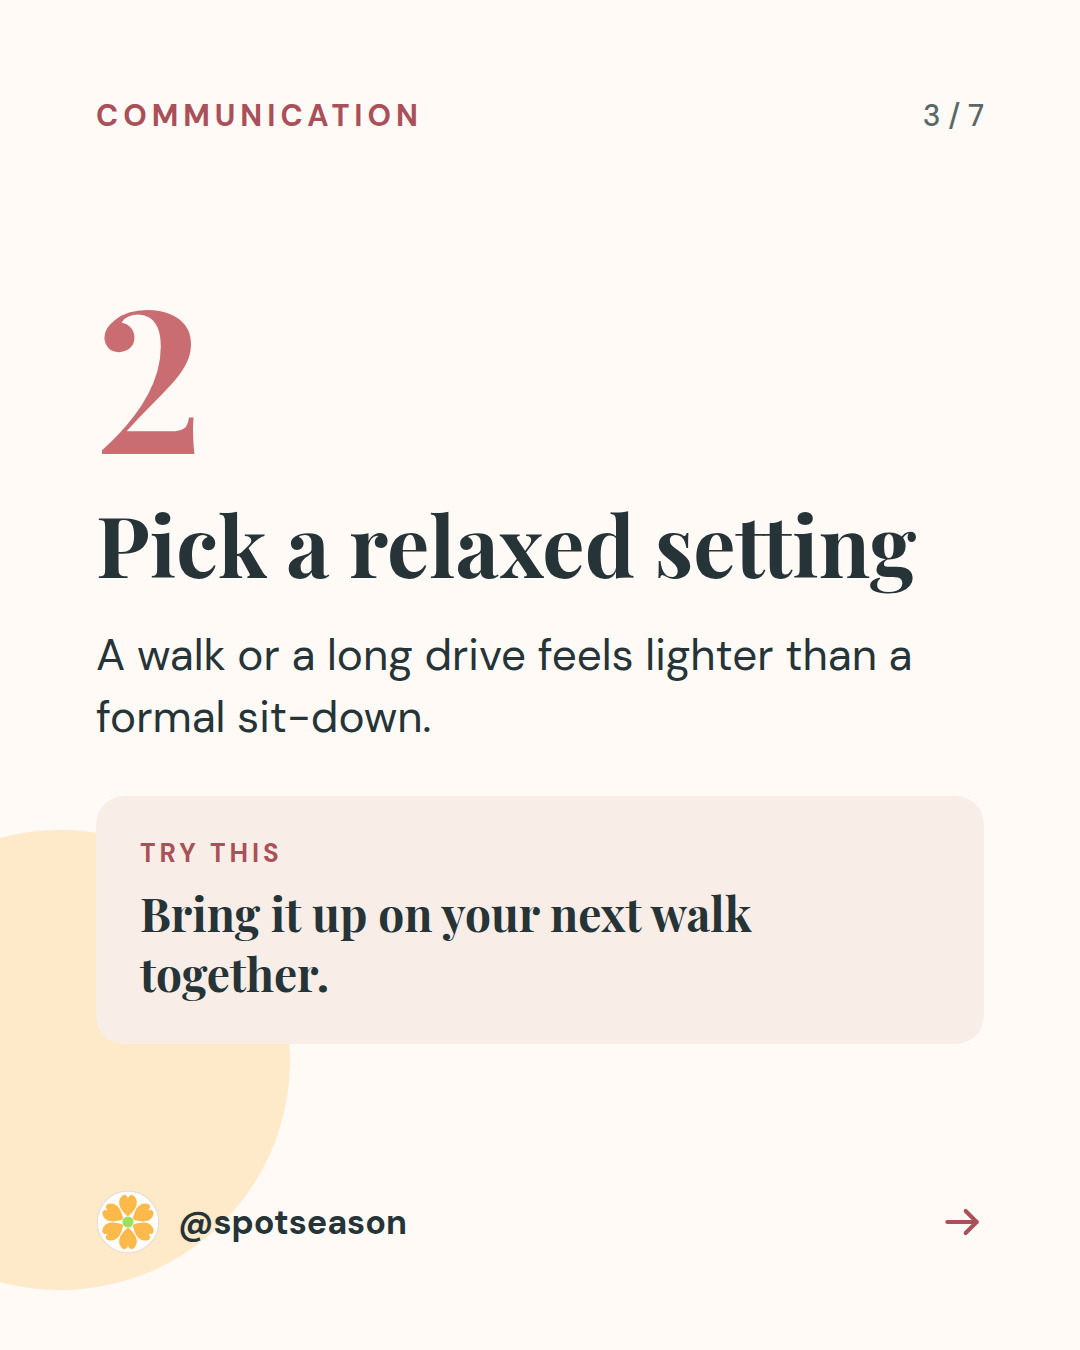 COMMUNICATION
3 / 7
2
Pick a relaxed setting
A walk or a long drive feels lighter than a
formal sit-down.
TRY THIS
Bring it up on your next walk
together.
@spotseason